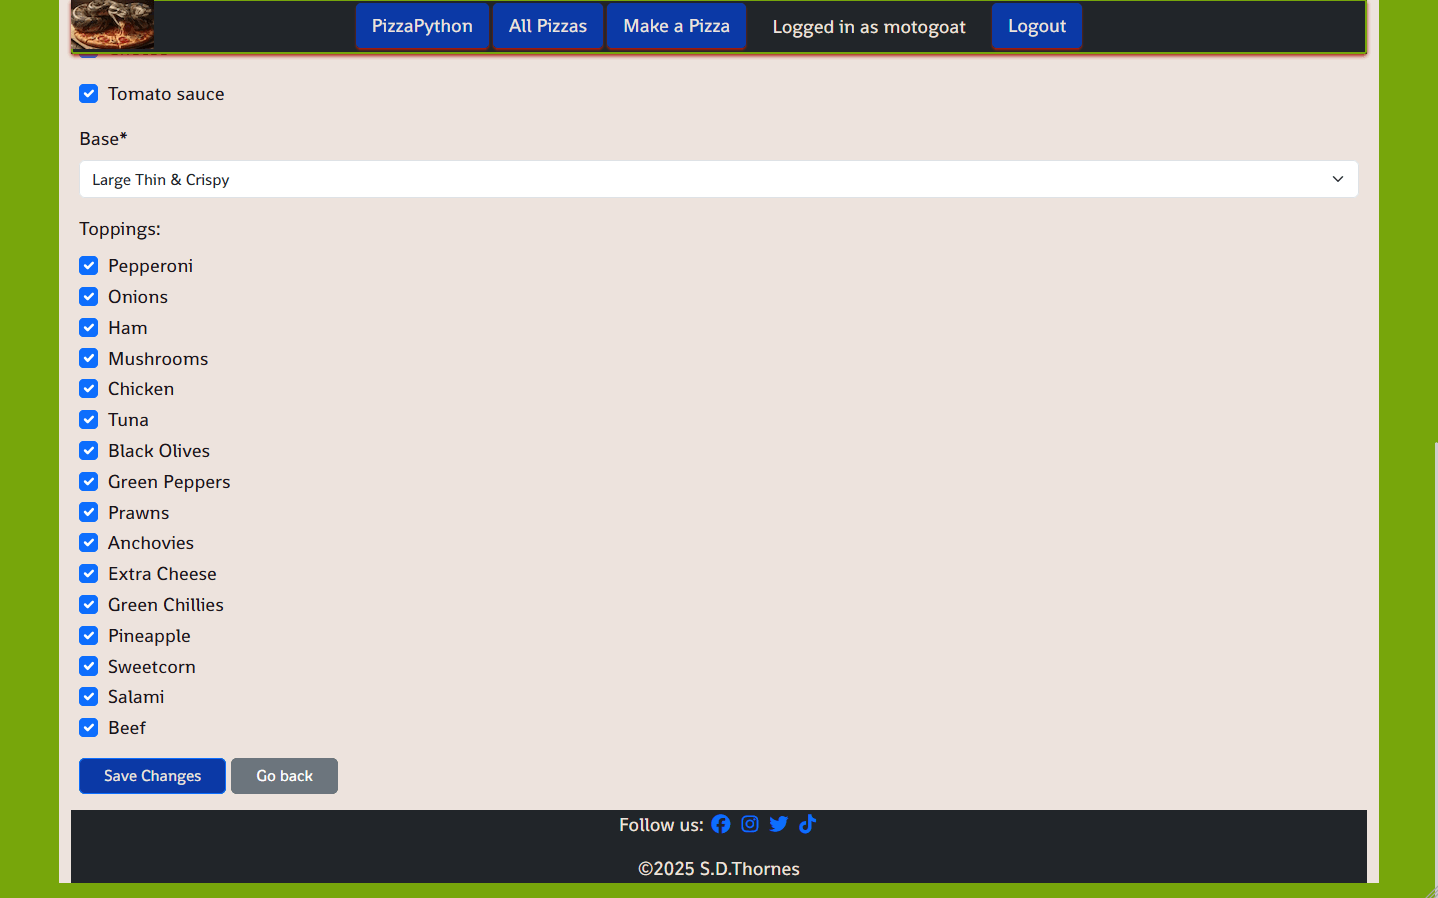 PizzaPython All Pizzas Make a Pizza Logged in as motogoat Logout
Tomato sauce
Base*
Large Thin & Crispy
Toppings:
Pepperoni
Onions
Ham
Mushrooms
Chicken
Tuna
Black Olives
Green Peppers
Prawns
Anchovies
Extra Cheese
Green Chillies
Pineapple
Sweetcorn
Salami
Beef
Save Changes Go back
Follow us:
©2025 S.D.Thornes